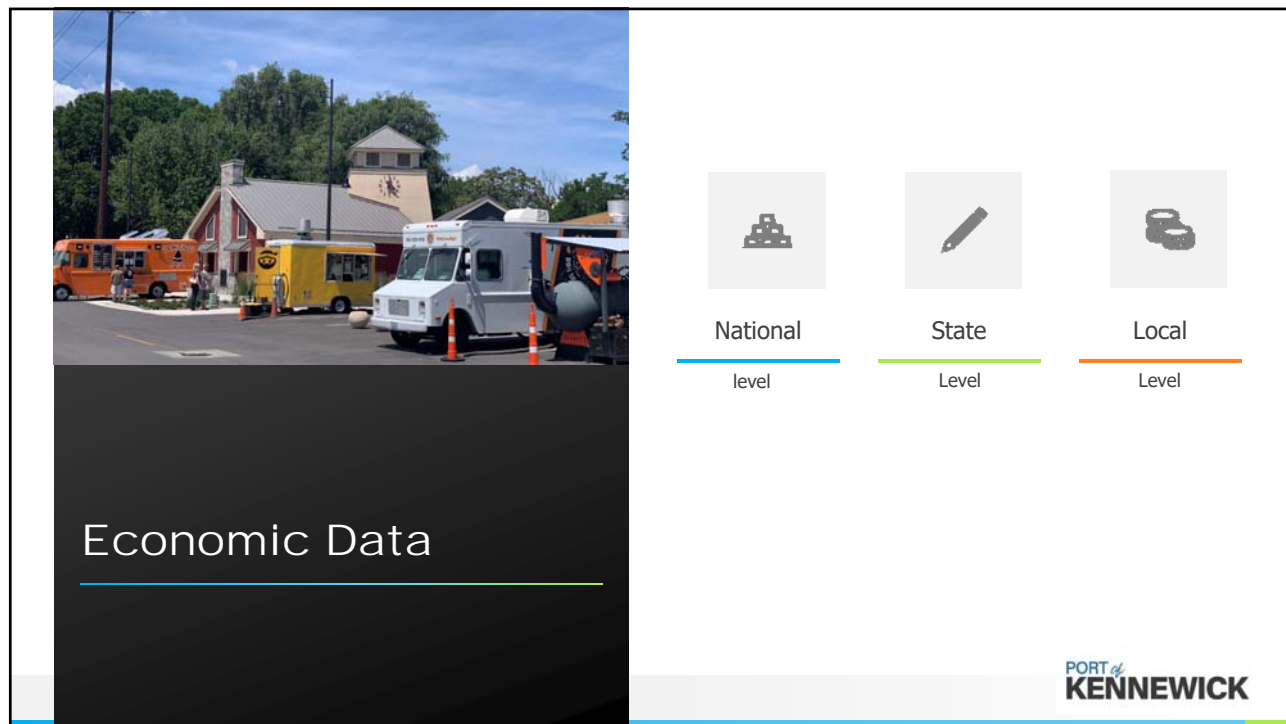 Economic Data
National
level
State
Level
Local
Level
PORT of
KENNEWICK